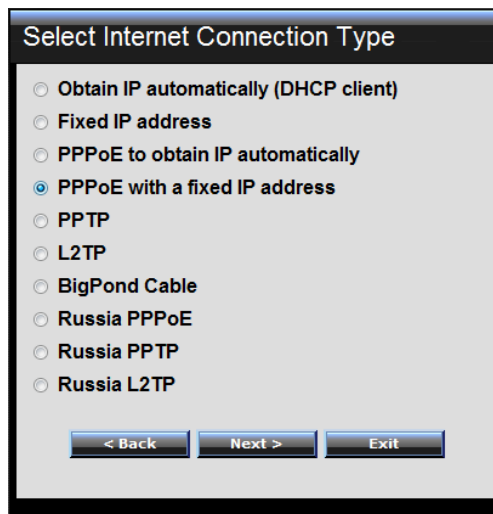 Select Internet Connection Type
Obtain IP automatically (DHCP client)
Fixed IP address
PPPoE to obtain IP automatically
PPPoE with a fixed IP address
PPTP
L2TP
BigPond Cable
Russia PPPoE
Russia PPTP
Russia L2TP
< Back Next > Exit